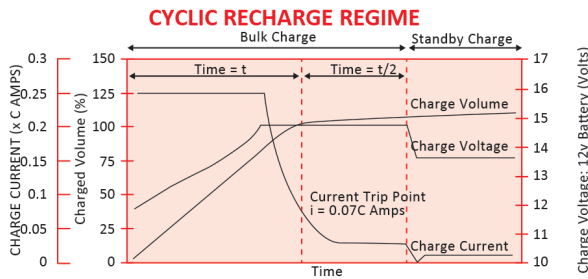 CYCLIC RECHARGE REGIME
Bulk Charge
Standby Charge
Time = t
Time = t/2
CHARGE CURRENT (x C AMPS)
0.3
0.25
0.2
0.15
0.1
0.05
0
Charged Volume (%)
150
125
100
75
50
25
0
Charge Volume
Charge Voltage
Current Trip Point
i = 0.07C Amps
Charge Current
17
16
15
14
13
12
11
10
Charge Voltage: 12v Battery (Volts)
Time